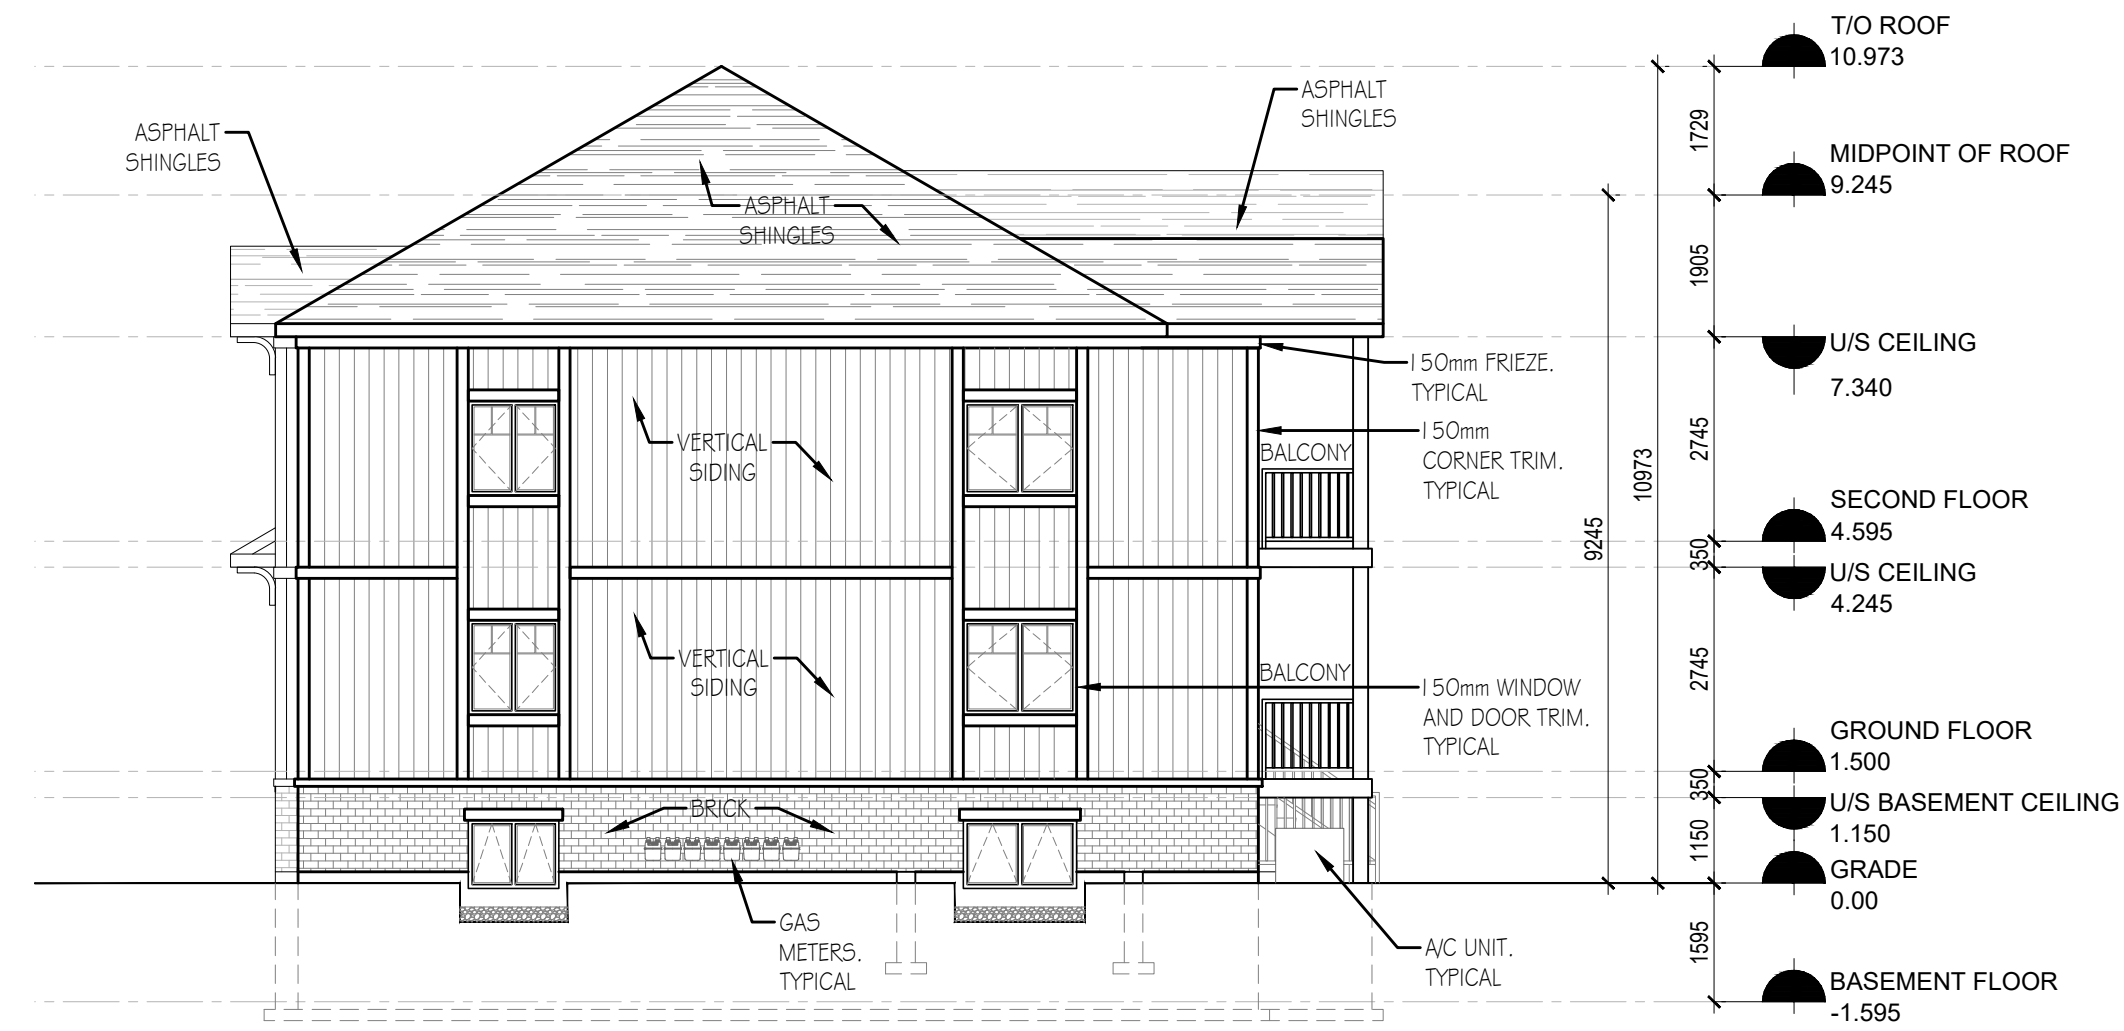 T/O ROOF
10.973
ASPHALT
SHINGLES
ASPHALT
SHINGLES
1729
MIDPOINT OF ROOF
9.245
ASPHALT
SHINGLES
1905
U/S CEILING
7.340
150mm FRIEZE.
TYPICAL
150mm
CORNER TRIM.
TYPICAL
BALCONY
VERTICAL
SIDING
2745
10973
9245
SECOND FLOOR
4.595
350
U/S CEILING
4.245
VERTICAL
SIDING
BALCONY
150mm WINDOW
AND DOOR TRIM.
TYPICAL
2745
GROUND FLOOR
1.500
350
U/S BASEMENT CEILING
1.150
BRICK
1150
GRADE
0.00
GAS
METERS.
TYPICAL
A/C UNIT.
TYPICAL
1595
BASEMENT FLOOR
-1.595